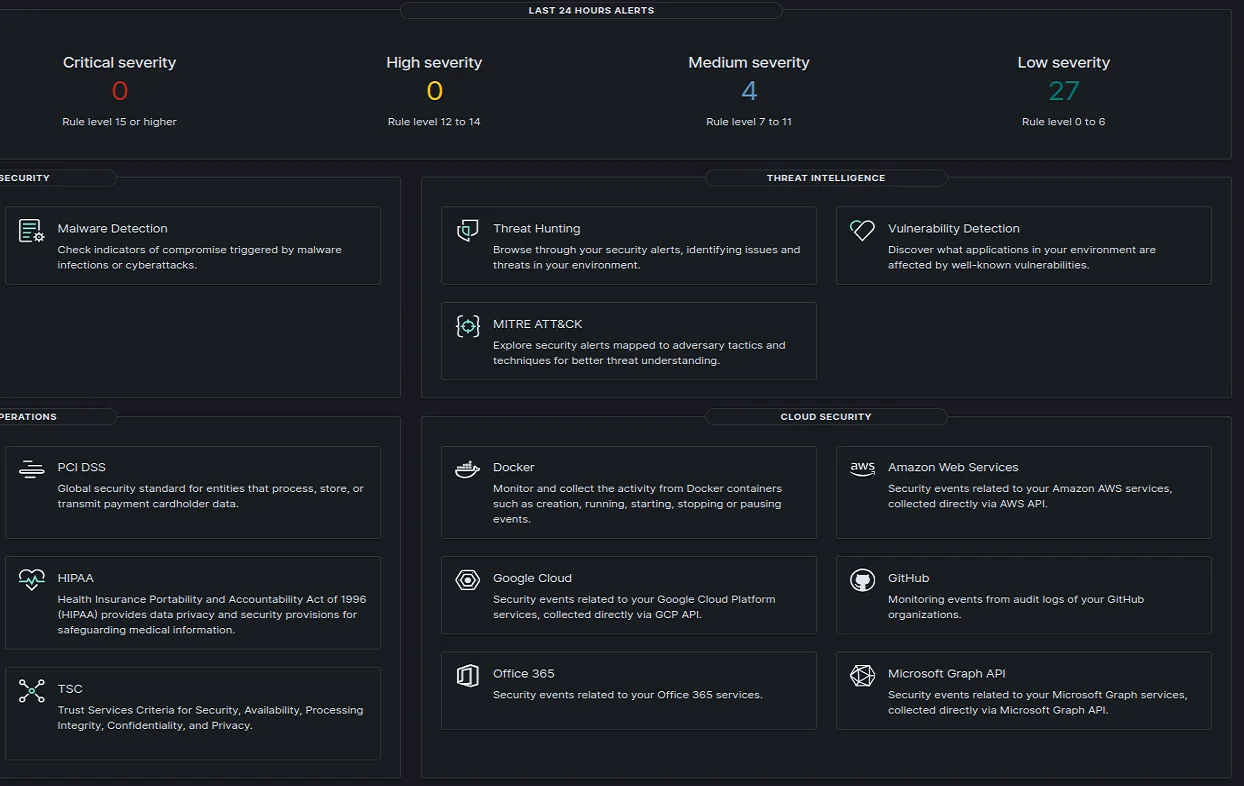 LAST 24 HOURS ALERTS
Critical severity
0
Rule level 15 or higher
High severity
0
Rule level 12 to 14
Medium severity
4
Rule level 7 to 11
Low severity
27
Rule level 0 to 6
SECURITY
Malware Detection
Check indicators of compromise triggered by malware
infections or cyberattacks.
THREAT INTELLIGENCE
Threat Hunting
Browse through your security alerts, identifying issues and
threats in your environment.
Vulnerability Detection
Discover what applications in your environment are
affected by well-known vulnerabilities.
MITRE ATT&CK
Explore security alerts mapped to adversary tactics and
techniques for better threat understanding.
PERATIONS
PCI DSS
Global security standard for entities that process, store, or
transmit payment cardholder data.
HIPAA
Health Insurance Portability and Accountability Act of 1996
(HIPAA) provides data privacy and security provisions for
safeguarding medical information.
TSC
Trust Services Criteria for Security, Availability, Processing
Integrity, Confidentiality, and Privacy.
CLOUD SECURITY
Docker
Monitor and collect the activity from Docker containers
such as creation, running, starting, stopping or pausing
events.
aws
Amazon Web Services
Security events related to your Amazon AWS services,
collected directly via AWS API.
Google Cloud
Security events related to your Google Cloud Platform
services, collected directly via GCP API.
GitHub
Monitoring events from audit logs of your GitHub
organizations.
Office 365
Security events related to your Office 365 services.
Microsoft Graph API
Security events related to your Microsoft Graph services,
collected directly via Microsoft Graph API.